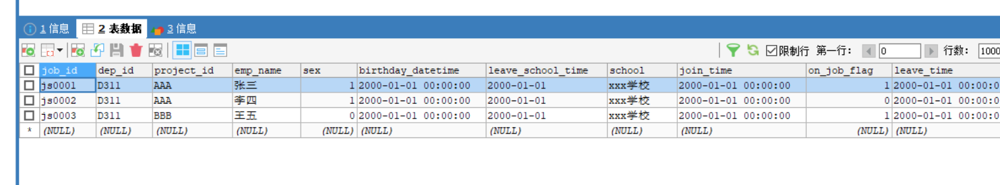 1 信息 2 表数据 3 信息
限制行 第一行: 0 行数: 1000
job_id dep_id project_id emp_name sex birthday_datetime leave_school_time school join_time on_job_flag leave_time
js0001 D311 AAA 张三 1 2000-01-01 00:00:00 2000-01-01 xxx学校 2000-01-01 00:00:00 1 2000-01-01 00:00:0
js0002 D311 AAA 李四 1 2000-01-01 00:00:00 2000-01-01 xxx学校 2000-01-01 00:00:00 0 2000-01-01 00:00:0
js0003 D311 BBB 王五 0 2000-01-01 00:00:00 2000-01-01 xxx学校 2000-01-01 00:00:00 1 2000-01-01 00:00:0
* (NULL) (NULL) (NULL) (NULL) (NULL) (NULL) (NULL) (NULL) (NULL) (NULL) (NULL)